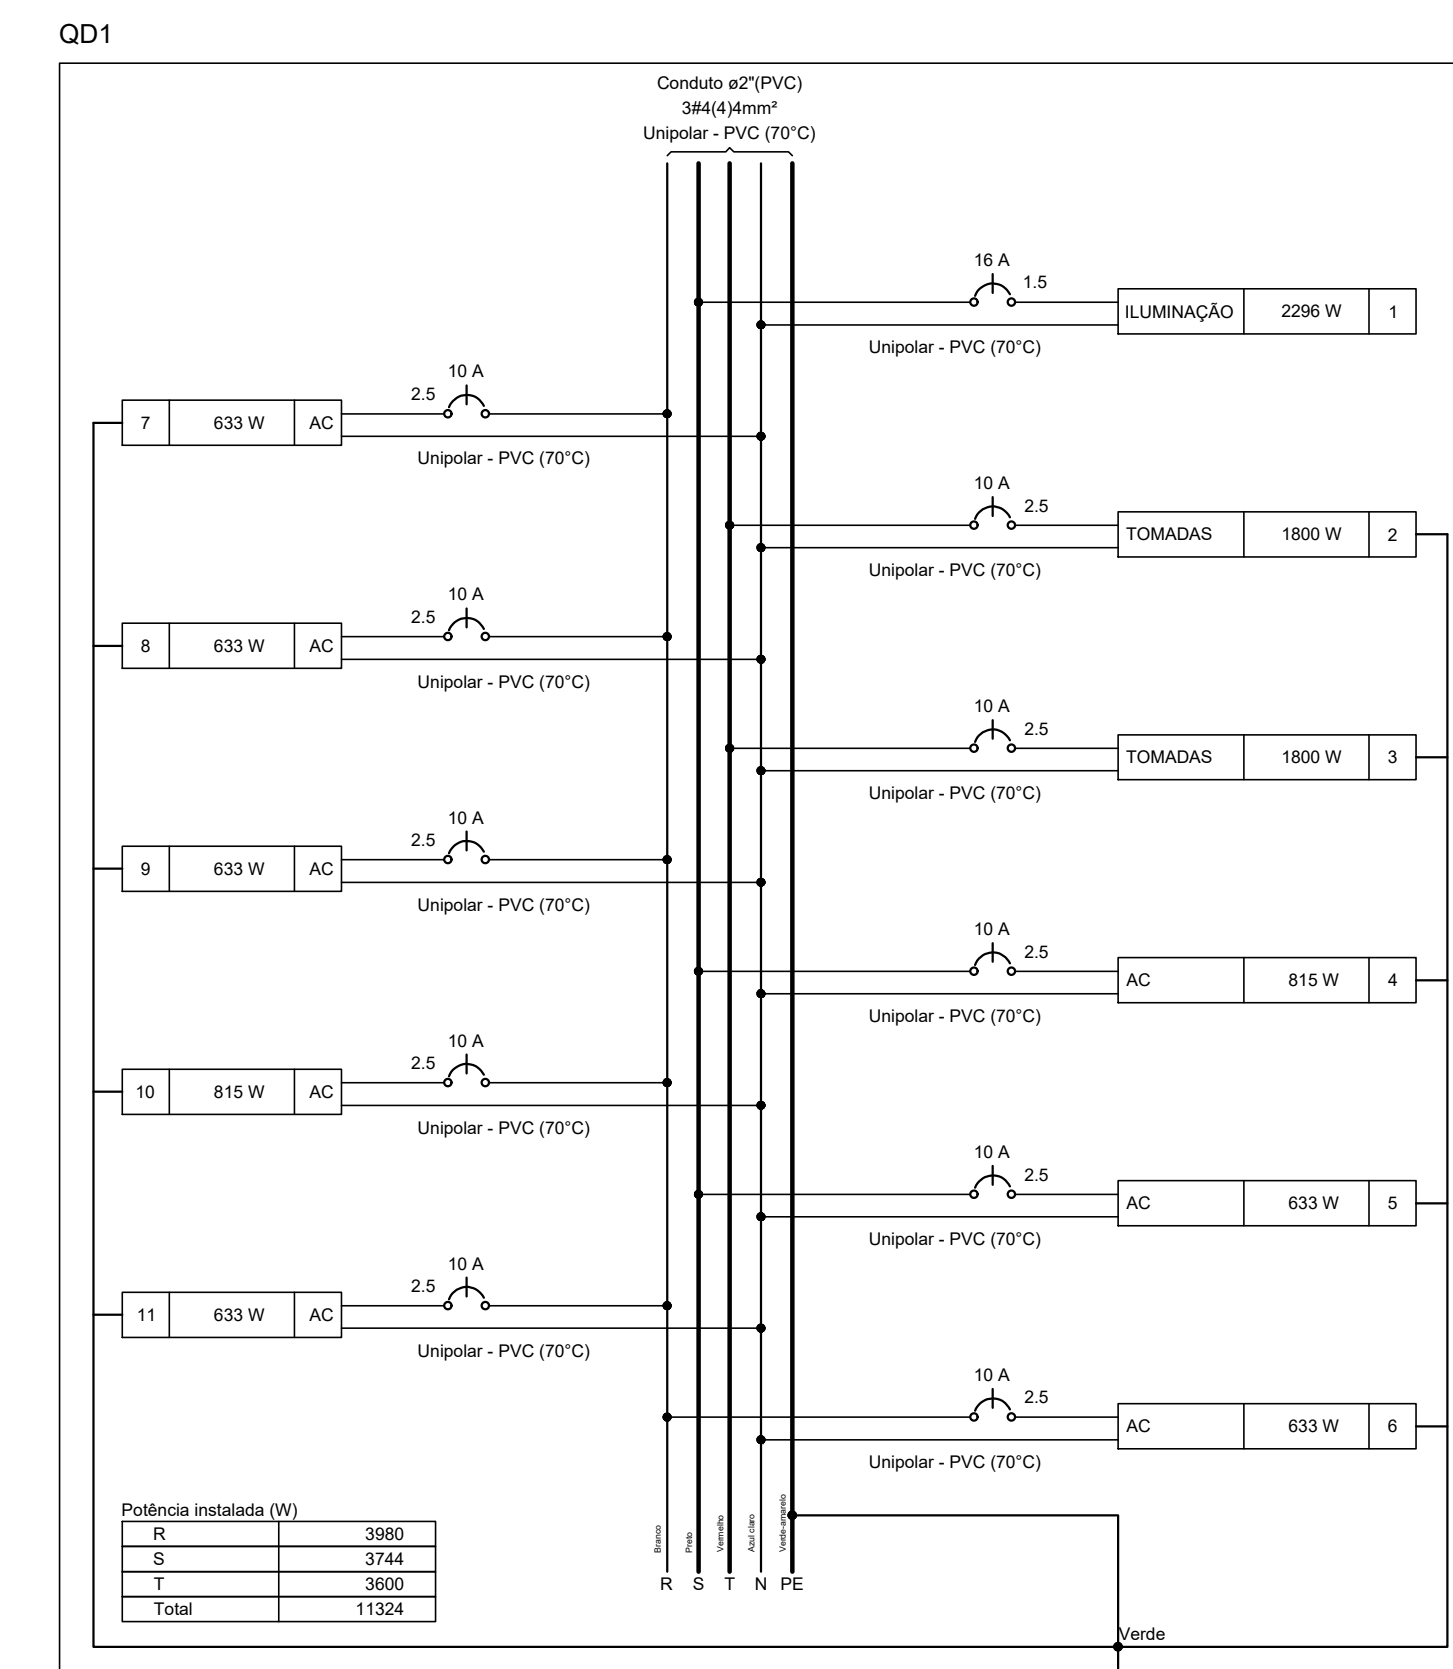 QD1
Conduto ø2"(PVC)
3#4(4)4mm²
Unipolar - PVC (70°C)
16 A
1.5
ILUMINAÇÃO 2296 W 1
Unipolar - PVC (70°C)
10 A
2.5
7 633 W AC
Unipolar - PVC (70°C)
10 A
2.5
TOMADAS 1800 W 2
Unipolar - PVC (70°C)
10 A
2.5
8 633 W AC
Unipolar - PVC (70°C)
10 A
2.5
TOMADAS 1800 W 3
Unipolar - PVC (70°C)
10 A
2.5
9 633 W AC
Unipolar - PVC (70°C)
10 A
2.5
AC 815 W 4
Unipolar - PVC (70°C)
10 A
2.5
10 815 W AC
Unipolar - PVC (70°C)
10 A
2.5
AC 633 W 5
Unipolar - PVC (70°C)
10 A
2.5
11 633 W AC
Unipolar - PVC (70°C)
10 A
2.5
AC 633 W 6
Unipolar - PVC (70°C)
Potência instalada (W)
R 3980
S 3744
T 3600
Total 11324
Branco
Preto
Vermelho
Azul claro
Verde-amarelo
R S T N PE
Verde